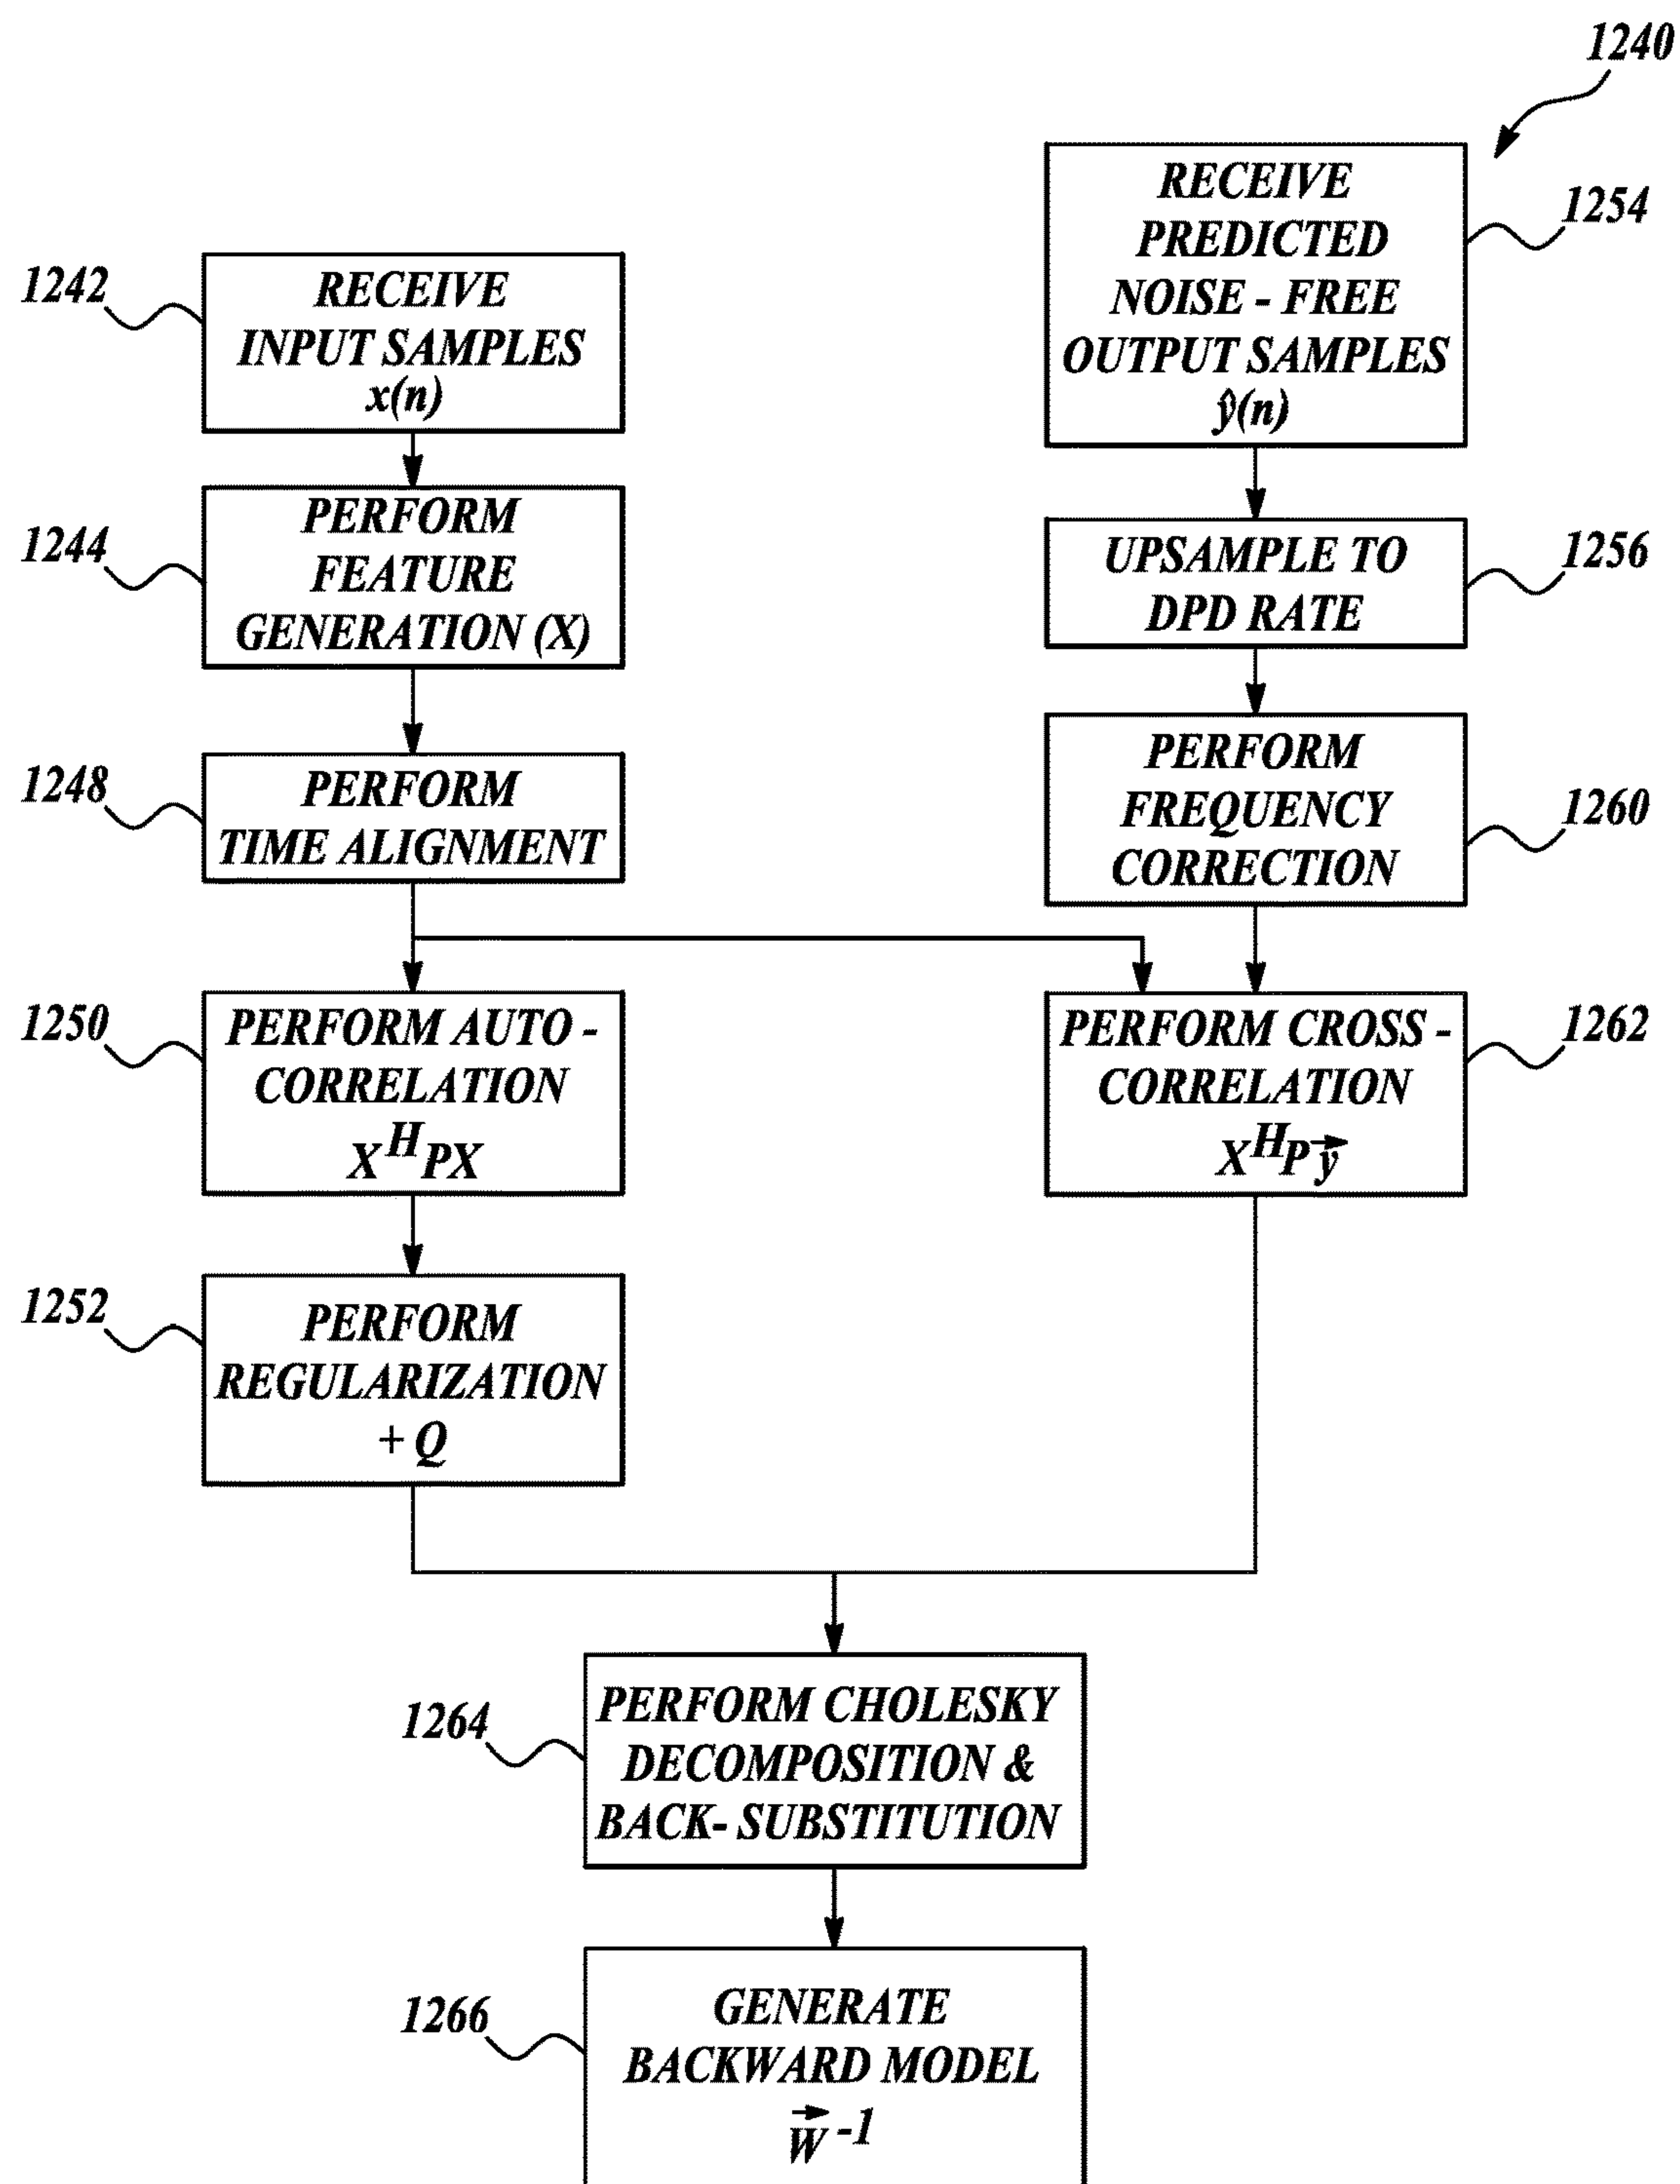 1240
1242
RECEIVE
INPUT SAMPLES
x(n)
1244
PERFORM
FEATURE
GENERATION (X)
1248
PERFORM
TIME ALIGNMENT
1250
PERFORM AUTO -
CORRELATION
X^H PX
1252
PERFORM
REGULARIZATION
+ Q
RECEIVE
PREDICTED
NOISE - FREE
OUTPUT SAMPLES
ŷ(n)
1254
UPSAMPLE TO
DPD RATE
1256
PERFORM
FREQUENCY
CORRECTION
1260
PERFORM CROSS -
CORRELATION
X^H P y⃗
1262
1264
PERFORM CHOLESKY
DECOMPOSITION &
BACK- SUBSTITUTION
1266
GENERATE
BACKWARD MODEL
W⃗ -1